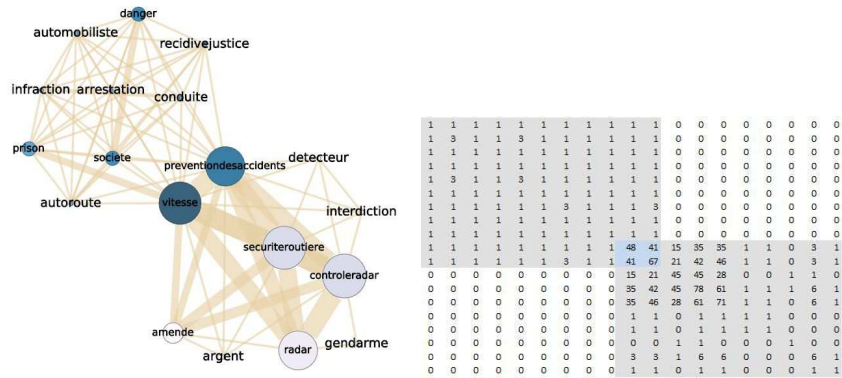 danger
automobiliste
recidivejustice
infraction arrestation
conduite
prison
societe
preventiondesaccidents
detecteur
autoroute
vitesse
interdiction
securiteroutiere
controleradar
amende
argent
radar
gendarme
1 1 1 1 1 1 1 1 1 1 1 0 0 0 0 0 0 0 0
1 3 1 1 3 1 1 1 1 1 1 0 0 0 0 0 0 0 0
1 1 1 1 1 1 1 1 1 1 1 0 0 0 0 0 0 0 0
1 1 1 1 1 1 1 1 1 1 1 0 0 0 0 0 0 0 0
1 3 1 1 3 1 1 1 1 1 1 0 0 0 0 0 0 0 0
1 1 1 1 1 1 1 1 1 1 1 0 0 0 0 0 0 0 0
1 1 1 1 1 1 3 1 1 1 3 0 0 0 0 0 0 0 0
1 1 1 1 1 1 1 1 1 1 1 0 0 0 0 0 0 0 0
1 1 1 1 1 1 1 1 1 1 1 0 0 0 0 0 0 0 0
1 1 1 1 1 1 1 1 1 48 41 15 35 35 1 1 0 3 1
1 1 1 1 1 1 3 1 1 41 67 21 42 46 1 1 0 3 1
0 0 0 0 0 0 0 0 0 15 21 45 45 28 0 0 1 1 0
0 0 0 0 0 0 0 0 0 35 42 45 78 61 1 1 1 6 1
0 0 0 0 0 0 0 0 0 35 46 28 61 71 1 1 0 6 1
0 0 0 0 0 0 0 0 0 1 1 0 1 1 1 1 0 0 0
0 0 0 0 0 0 0 0 0 1 1 0 1 1 1 1 0 0 1
0 0 0 0 0 0 0 0 0 0 0 1 1 0 0 0 1 0 0
0 0 0 0 0 0 0 0 0 3 3 1 6 6 0 0 0 6 1
0 0 0 0 0 0 0 0 0 1 1 0 1 1 0 1 0 1 1